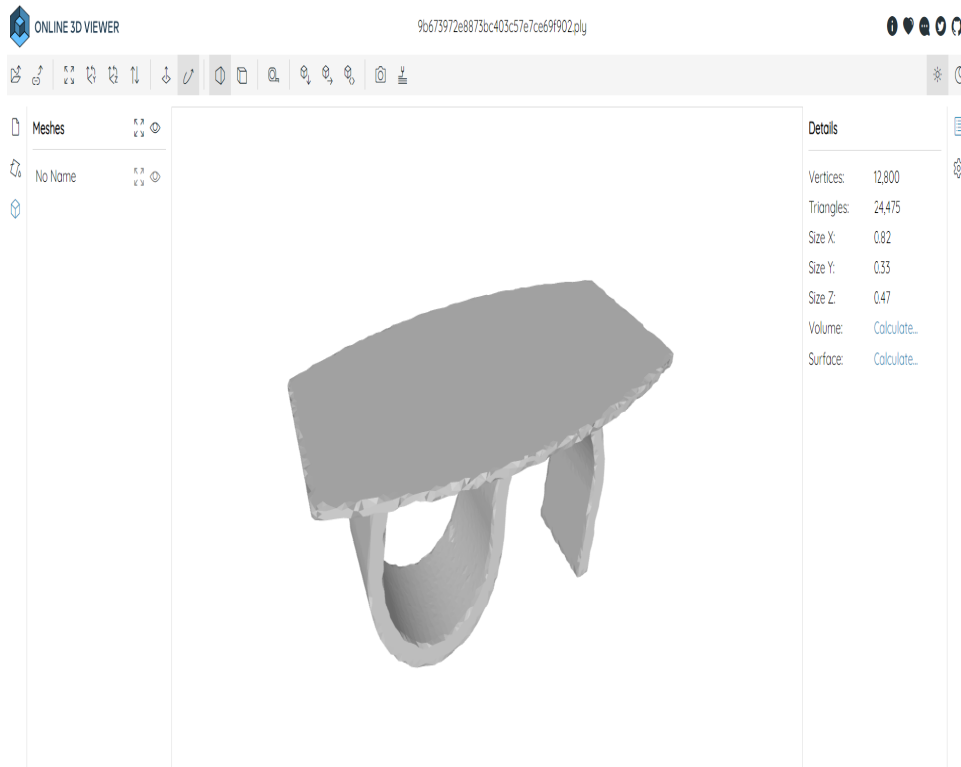 ONLINE 3D VIEWER
9b673972e8873bc403c57e7ce69f902.ply
Meshes
No Name
Details
Vertices: 12,800
Triangles: 24,475
Size X: 0.82
Size Y: 0.33
Size Z: 0.47
Volume: Calculate...
Surface: Calculate...